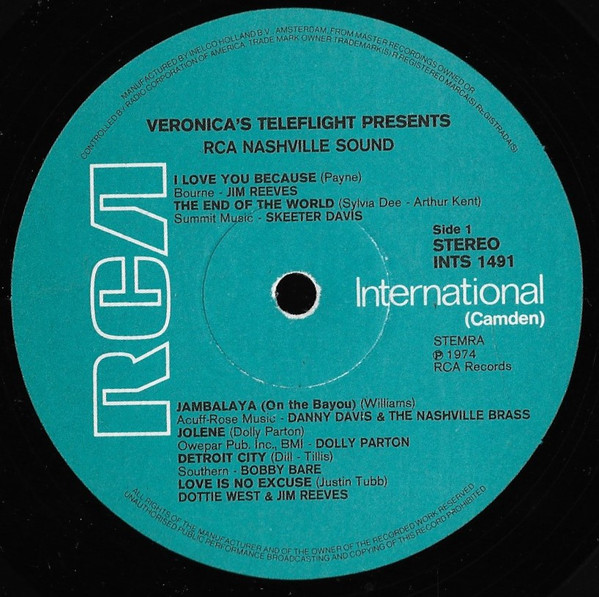 MANUFACTURED BY INELCO HOLLAND B.V. AMSTERDAM, FROM MASTER RECORDINGS OWNED OR
CONTROLLED BY RADIO CORPORATION OF AMERICA. TRADE MARK OWNER TRADEMARK(S) REGISTERED MARCA(S) REGISTRADA(S)
VERONICA'S TELEFLIGHT PRESENTS
RCA NASHVILLE SOUND
RCA
I LOVE YOU BECAUSE (Payne)
Bourne - JIM REEVES
THE END OF THE WORLD (Sylvia Dee - Arthur Kent)
Summit Music - SKEETER DAVIS
Side 1
STEREO
INTS 1491
International
(Camden)
STEMRA
℗ 1974
RCA Records
JAMBALAYA (On the Bayou) (Williams)
Acuff-Rose Music - DANNY DAVIS & THE NASHVILLE BRASS
JOLENE (Dolly Parton)
Owepar Pub. Inc., BMI - DOLLY PARTON
DETROIT CITY (Dill - Tillis)
Southern - BOBBY BARE
LOVE IS NO EXCUSE (Justin Tubb)
DOTTIE WEST & JIM REEVES
ALL RIGHTS OF THE MANUFACTURER AND OF THE OWNER OF THE RECORDED WORK RESERVED
UNAUTHORISED PUBLIC PERFORMANCE BROADCASTING AND COPYING OF THIS RECORD PROHIBITED